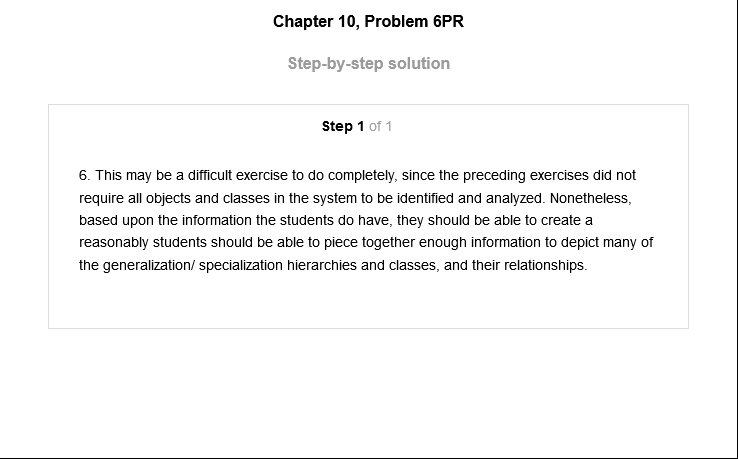 Chapter 10, Problem 6PR
Step-by-step solution
Step 1 of 1
6. This may be a difficult exercise to do completely, since the preceding exercises did not
require all objects and classes in the system to be identified and analyzed. Nonetheless,
based upon the information the students do have, they should be able to create a
reasonably students should be able to piece together enough information to depict many of
the generalization/ specialization hierarchies and classes, and their relationships.